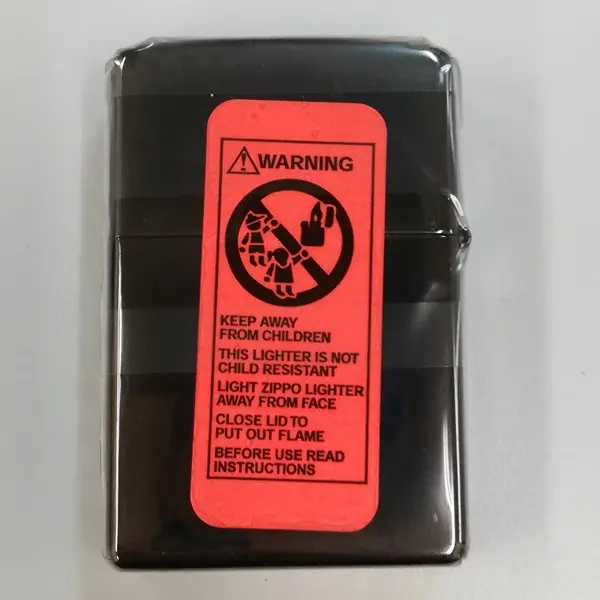 WARNING
KEEP AWAY
FROM CHILDREN
THIS LIGHTER IS NOT
CHILD RESISTANT
LIGHT ZIPPO LIGHTER
AWAY FROM FACE
CLOSE LID TO
PUT OUT FLAME
BEFORE USE READ
INSTRUCTIONS